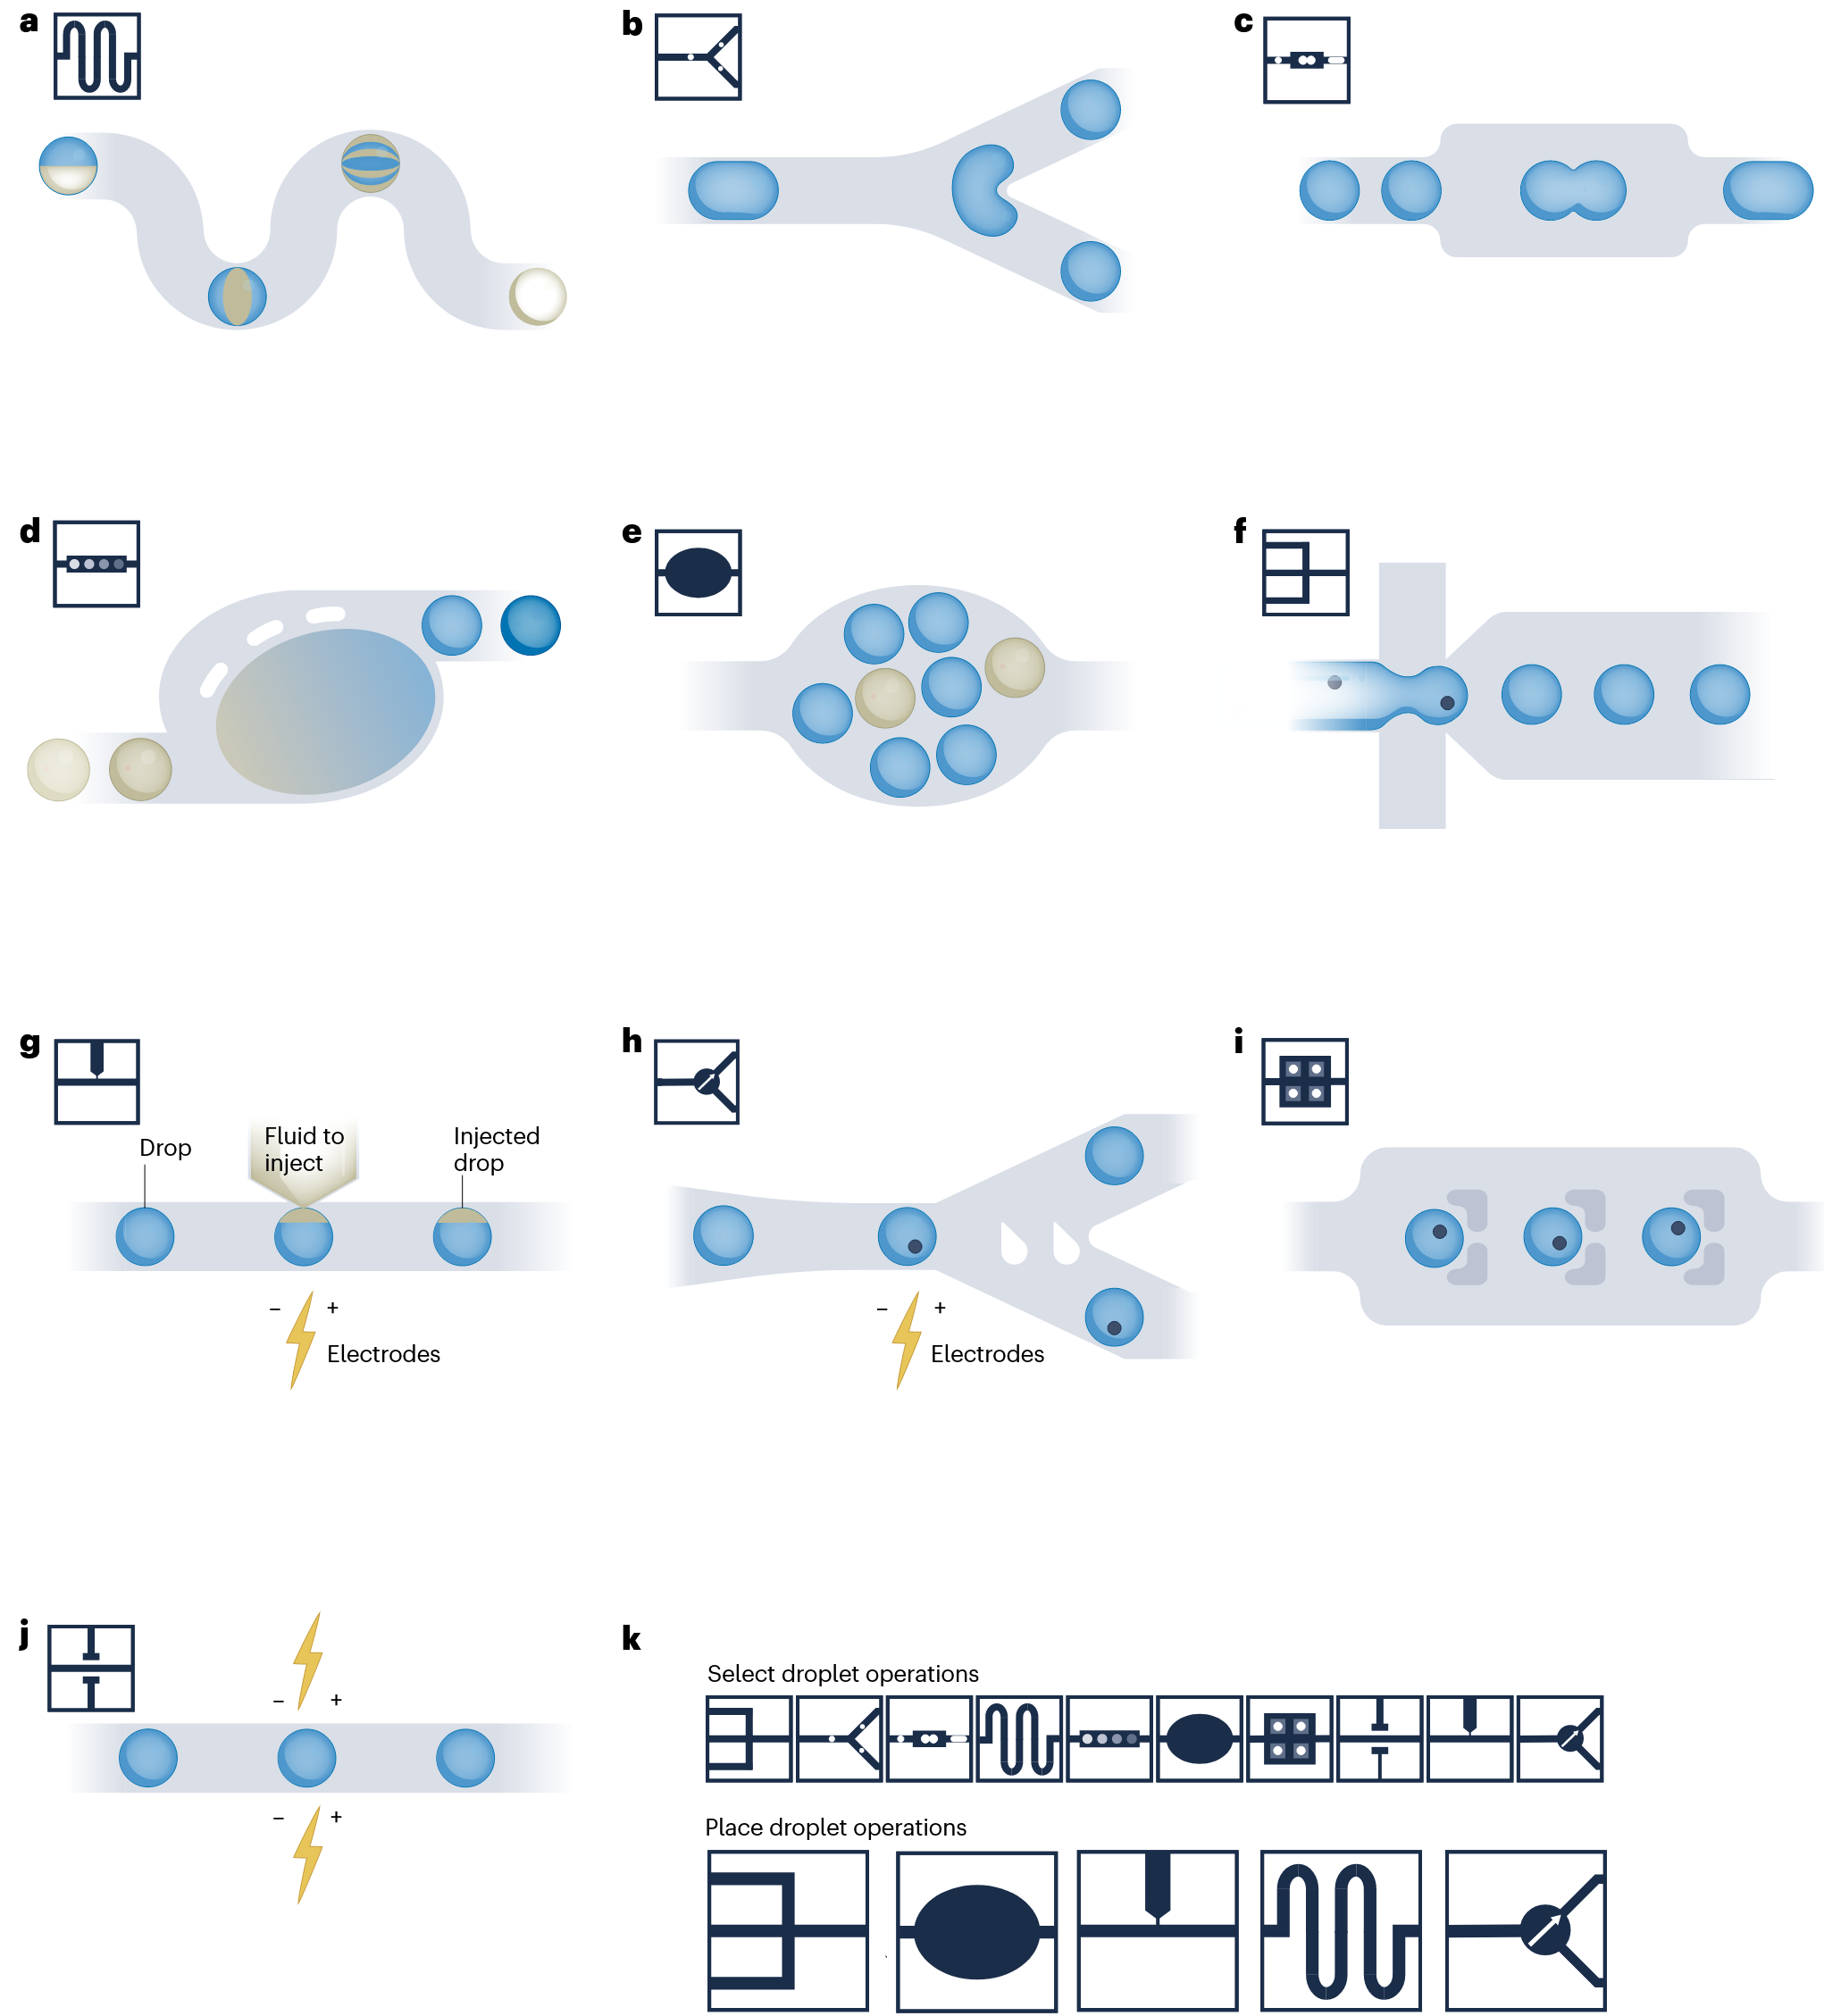 a
b
c
d
e
f
g
Drop
Fluid to
inject
Injected
drop
– +
Electrodes
h
– +
Electrodes
i
j
– +
– +
k
Select droplet operations
Place droplet operations